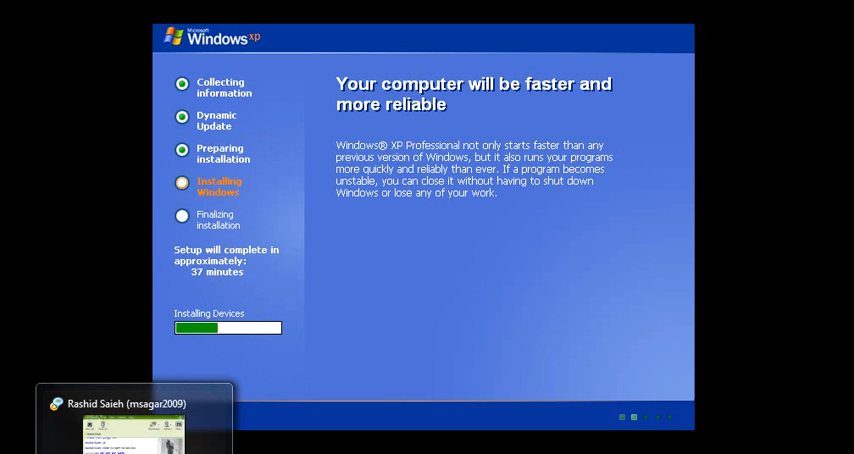 Microsoft
Windows xp
Collecting
information
Dynamic
Update
Preparing
installation
Installing
Windows
Finalizing
installation
Setup will complete in
approximately:
37 minutes
Installing Devices
Your computer will be faster and
more reliable
Windows® XP Professional not only starts faster than any
previous version of Windows, but it also runs your programs
more quickly and reliably than ever. If a program becomes
unstable, you can close it without having to shut down
Windows or lose any of your work.
Rashid Saieh (msagar2009)